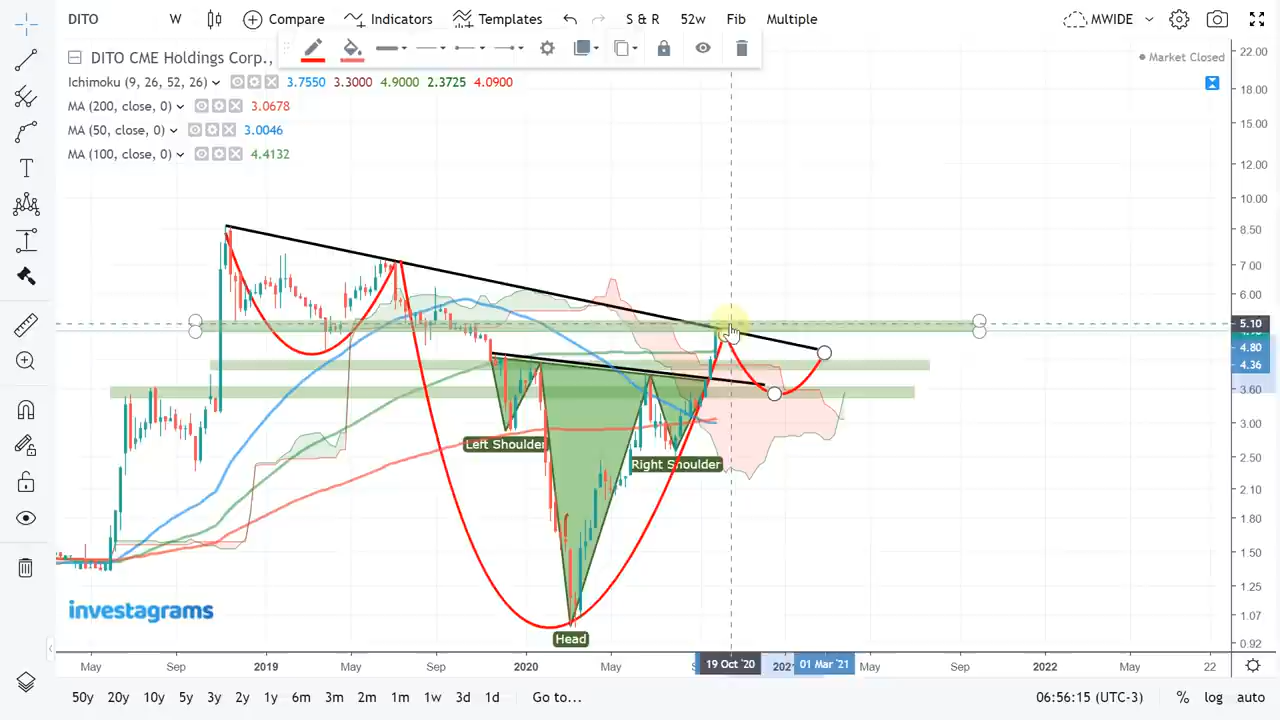 DITO W Compare Indicators Templates S & R 52w Fib Multiple MWIDE
DITO CME Holdings Corp.,
Market Closed
Ichimoku (9, 26, 52, 26) 3.7550 3.3000 4.9000 2.3725 4.0900
MA (200, close, 0) 3.0678
MA (50, close, 0) 3.0046
MA (100, close, 0) 4.4132
22.00
18.00
15.00
12.00
10.00
8.50
7.00
6.00
5.10
4.80
4.36
3.60
3.00
2.50
2.10
1.80
1.50
1.25
1.07
0.92
Left Shoulder
Right Shoulder
Head
investagrams
May Sep 2019 May Sep 2020 May 19 Oct '20 2021 01 Mar '21 May Sep 2022 May 22
50y 20y 10y 5y 3y 2y 1y 6m 3m 2m 1m 1w 3d 1d Go to... 06:56:15 (UTC-3) % log auto